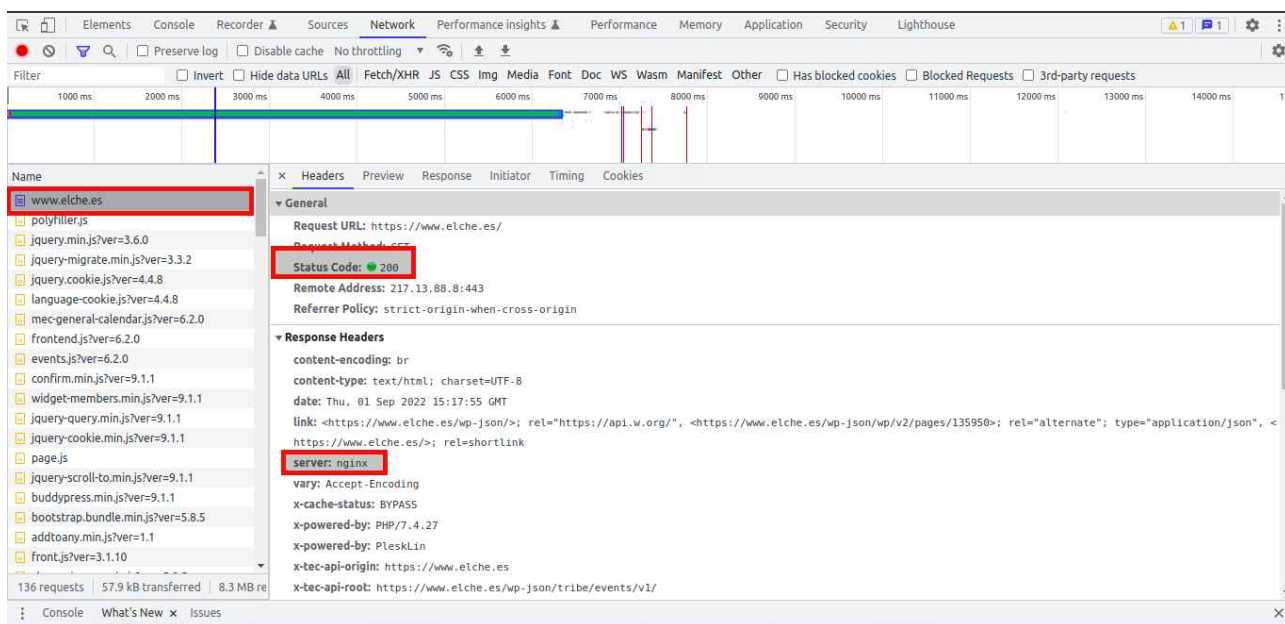 Elements Console Recorder Sources Network Performance insights Performance Memory Application Security Lighthouse 1 1
Preserve log Disable cache No throttling
Filter Invert Hide data URLs All Fetch/XHR JS CSS Img Media Font Doc WS Wasm Manifest Other Has blocked cookies Blocked Requests 3rd-party requests
1000 ms 2000 ms 3000 ms 4000 ms 5000 ms 6000 ms 7000 ms 8000 ms 9000 ms 10000 ms 11000 ms 12000 ms 13000 ms 14000 ms
Name
www.elche.es
polyfiller.js
jquery.min.js?ver=3.6.0
jquery-migrate.min.js?ver=3.3.2
jquery.cookie.js?ver=4.4.8
language-cookie.js?ver=4.4.8
mec-general-calendar.js?ver=6.2.0
frontend.js?ver=6.2.0
events.js?ver=6.2.0
confirm.min.js?ver=9.1.1
widget-members.min.js?ver=9.1.1
jquery-query.min.js?ver=9.1.1
jquery-cookie.min.js?ver=9.1.1
page.js
jquery-scroll-to.min.js?ver=9.1.1
buddypress.min.js?ver=9.1.1
bootstrap.bundle.min.js?ver=5.8.5
addtoany.min.js?ver=1.1
front.js?ver=3.1.10
136 requests 57.9 kB transferred 8.3 MB re
× Headers Preview Response Initiator Timing Cookies
General
Request URL: https://www.elche.es/
Request Method: GET
Status Code: 200
Remote Address: 217.13.88.8:443
Referrer Policy: strict-origin-when-cross-origin
Response Headers
content-encoding: br
content-type: text/html; charset=UTF-8
date: Thu, 01 Sep 2022 15:17:55 GMT
link: <https://www.elche.es/wp-json/>; rel="https://api.w.org/", <https://www.elche.es/wp-json/wp/v2/pages/135950>; rel="alternate"; type="application/json", <
https://www.elche.es/>; rel=shortlink
server: nginx
vary: Accept-Encoding
x-cache-status: BYPASS
x-powered-by: PHP/7.4.27
x-powered-by: PleskLin
x-tec-api-origin: https://www.elche.es
x-tec-api-root: https://www.elche.es/wp-json/tribe/events/v1/
Console What's New × Issues ×